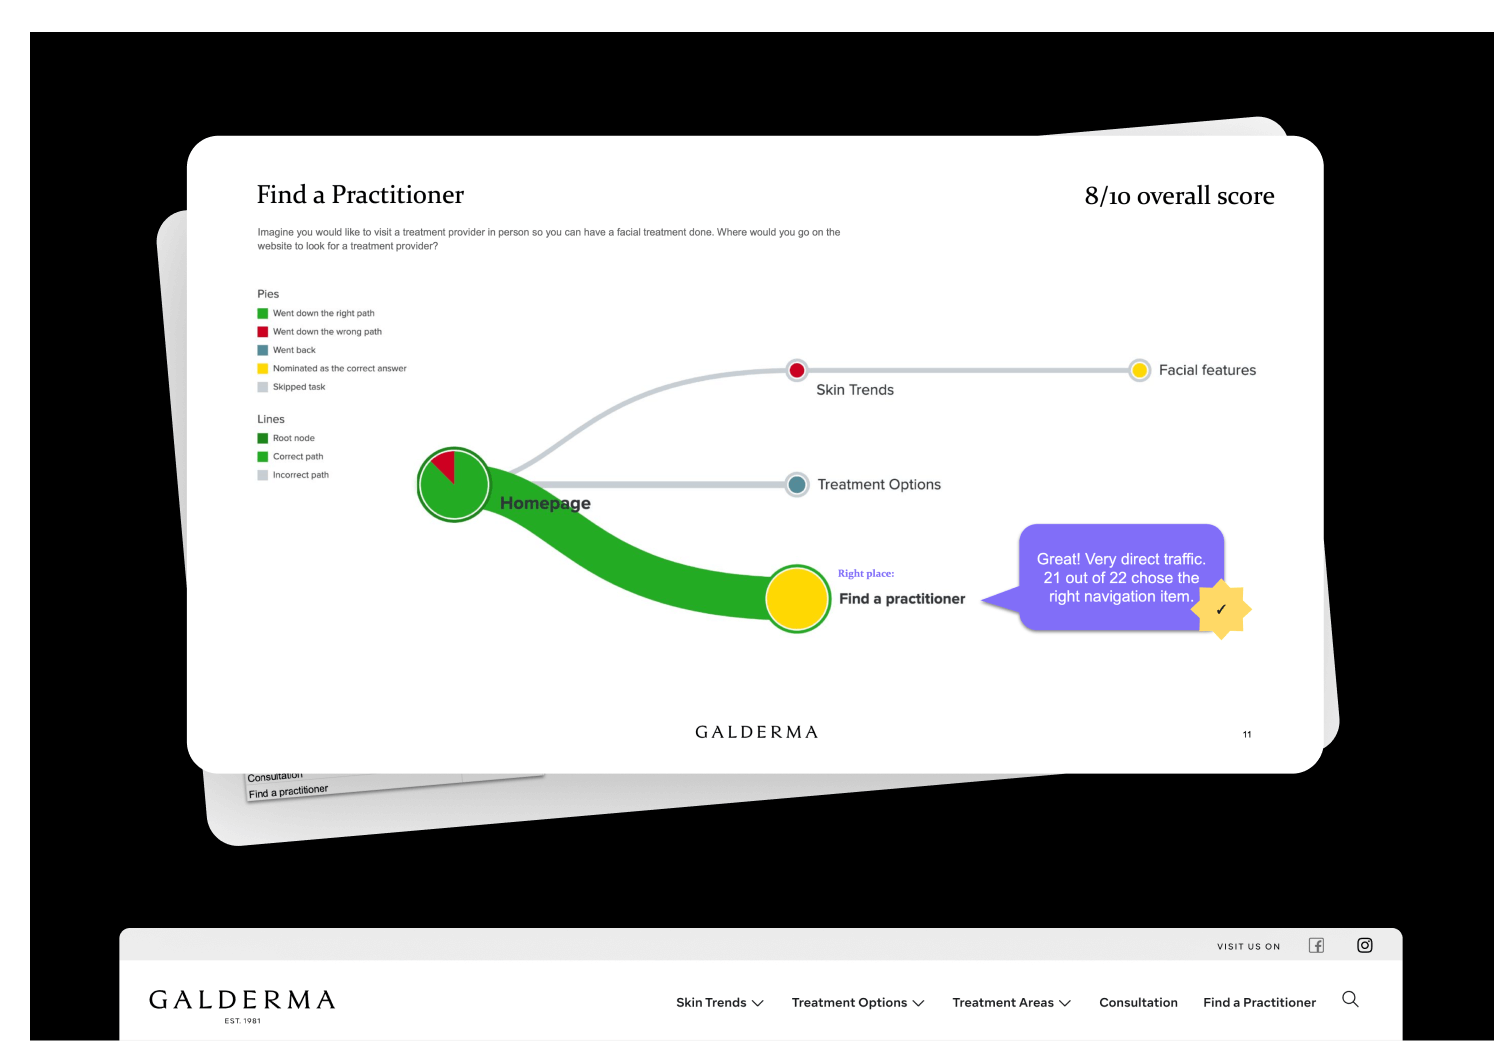 Find a Practitioner
8/10 overall score
Imagine you would like to visit a treatment provider in person so you can have a facial treatment done. Where would you go on the
website to look for a treatment provider?
Pies
Went down the right path
Went down the wrong path
Went back
Nominated as the correct answer
Skipped task
Lines
Root node
Correct path
Incorrect path
Skin Trends
Facial features
Treatment Options
Homepage
Right place:
Find a practitioner
Great! Very direct traffic.
21 out of 22 chose the
right navigation item.
✓
GALDERMA
11
Consultation
Find a practitioner
VISIT US ON
GALDERMA
EST. 1981
Skin Trends
Treatment Options
Treatment Areas
Consultation
Find a Practitioner